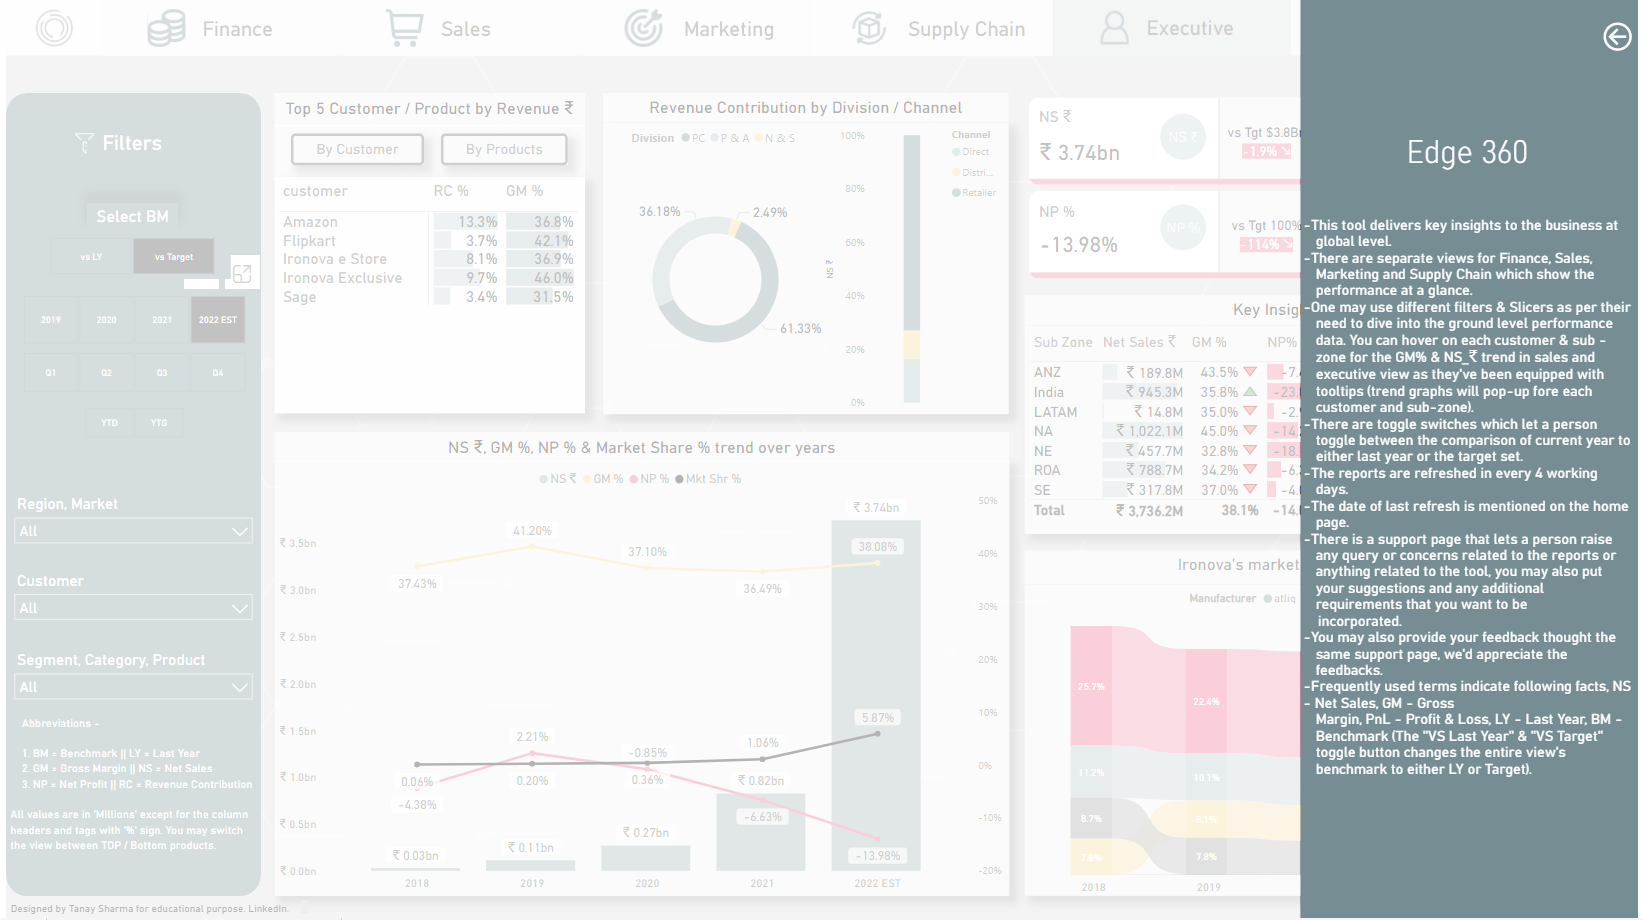 Finance
Sales
Marketing
Supply Chain
Executive
Filters
Select BM
vs LY
vs Target
2019
2020
2021
2022 EST
Q1
Q2
Q3
Q4
YTD
YTG
Region, Market
All
Customer
All
Segment, Category, Product
All
Abbreviations -
1. BM = Benchmark || LY = Last Year
2. GM = Gross Margin || NS = Net Sales
3. NP = Net Profit || RC = Revenue Contribution
All values are in 'Millions' except for the column
headers and tags with '%' sign. You may switch
the view between TOP / Bottom products.
Designed by Tanay Sharma for educational purpose. LinkedIn.
Top 5 Customer / Product by Revenue ₹
By Customer
By Products
customer RC % GM %
Amazon 13.3% 36.8%
Flipkart 3.7% 42.1%
Ironova e Store 8.1% 36.9%
Ironova Exclusive 9.7% 46.0%
Sage 3.4% 31.5%
Revenue Contribution by Division / Channel
Division PC P & A N & S
36.18%
2.49%
61.33%
NS ₹
100%
80%
60%
40%
20%
0%
Channel
Direct
Distri...
Retailer
NS ₹
₹ 3.74bn
NS ₹
vs Tgt $3.8B
-1.9%
NP %
-13.98%
NP %
vs Tgt 100%
-114%
Key Insig
Sub Zone Net Sales ₹ GM % NP%
ANZ ₹ 189.8M 43.5% -7.
India ₹ 945.3M 35.8% -23.
LATAM ₹ 14.8M 35.0% -2.
NA ₹ 1,022.1M 45.0% -14.
NE ₹ 457.7M 32.8% -18.
ROA ₹ 788.7M 34.2% -6.
SE ₹ 317.8M 37.0% -4.
Total ₹ 3,736.2M 38.1% -14.
NS ₹, GM %, NP % & Market Share % trend over years
NS ₹ GM % NP % Mkt Shr %
₹ 3.5bn
₹ 3.0bn
₹ 2.5bn
₹ 2.0bn
₹ 1.5bn
₹ 1.0bn
₹ 0.5bn
₹ 0.0bn
37.43%
41.20%
37.10%
36.49%
38.08%
0.06%
-4.38%
2.21%
0.20%
-0.85%
0.36%
1.06%
-6.63%
5.87%
-13.98%
₹ 0.03bn
₹ 0.11bn
₹ 0.27bn
₹ 0.82bn
₹ 3.74bn
2018
2019
2020
2021
2022 EST
50%
40%
30%
20%
10%
0%
-10%
-20%
Ironova's market
Manufacturer atliq
25.7%
11.2%
8.7%
7.6%
22.4%
10.1%
8.1%
7.8%
2018
2019
Edge 360
-This tool delivers key insights to the business at
global level.
-There are separate views for Finance, Sales,
Marketing and Supply Chain which show the
performance at a glance.
-One may use different filters & Slicers as per their
need to dive into the ground level performance
data. You can hover on each customer & sub -
zone for the GM% & NS_₹ trend in sales and
executive view as they've been equipped with
tooltips (trend graphs will pop-up fore each
customer and sub-zone).
-There are toggle switches which let a person
toggle between the comparison of current year to
either last year or the target set.
-The reports are refreshed in every 4 working
days.
-The date of last refresh is mentioned on the home
page.
-There is a support page that lets a person raise
any query or concerns related to the reports or
anything related to the tool, you may also put
your suggestions and any additional
requirements that you want to be
incorporated.
-You may also provide your feedback thought the
same support page, we'd appreciate the
feedbacks.
-Frequently used terms indicate following facts, NS
- Net Sales, GM - Gross
Margin, PnL - Profit & Loss, LY - Last Year, BM -
Benchmark (The "VS Last Year" & "VS Target"
toggle button changes the entire view's
benchmark to either LY or Target).